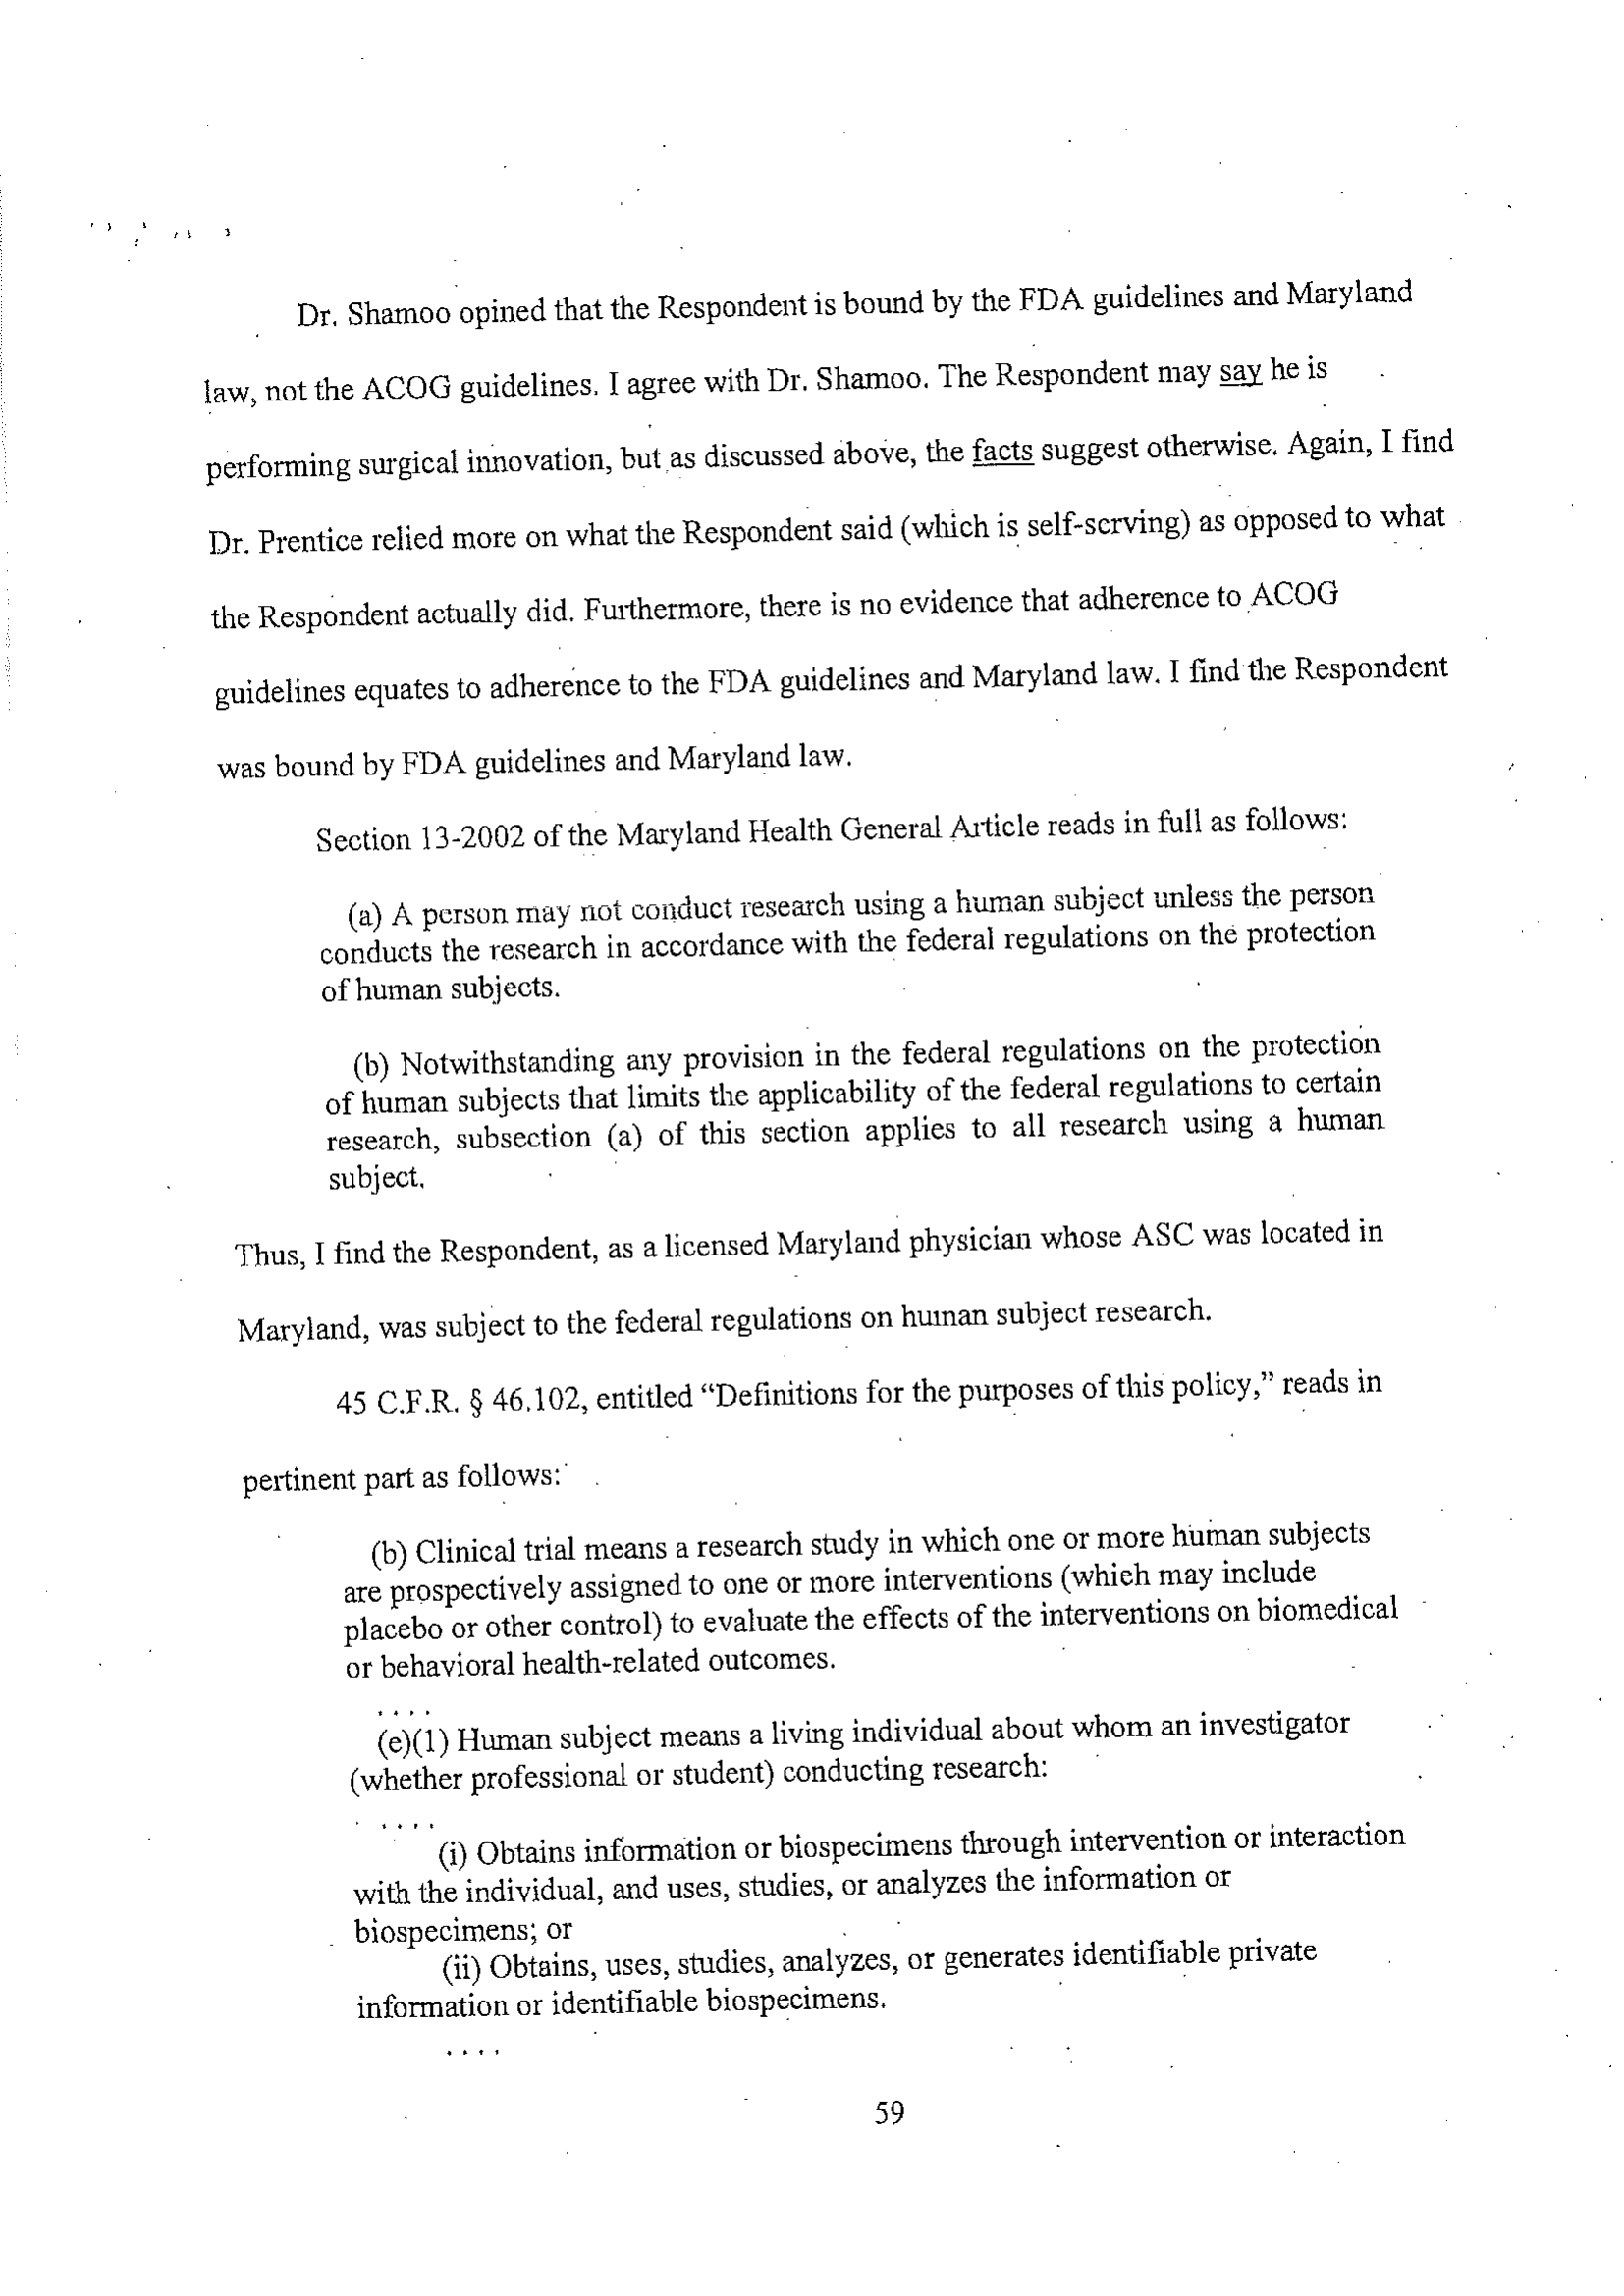 Dr. Shamoo opined that the Respondent is bound by the FDA guidelines and Maryland
law, not the ACOG guidelines. I agree with Dr. Shamoo. The Respondent may say he is
performing surgical innovation, but as discussed above, the facts suggest otherwise. Again, I find
Dr. Prentice relied more on what the Respondent said (which is self-serving) as opposed to what
the Respondent actually did. Furthermore, there is no evidence that adherence to ACOG
guidelines equates to adherence to the FDA guidelines and Maryland law. I find the Respondent
was bound by FDA guidelines and Maryland law.
Section 13-2002 of the Maryland Health General Article reads in full as follows:
(a) A person may not conduct research using a human subject unless the person
conducts the research in accordance with the federal regulations on the protection
of human subjects.
(b) Notwithstanding any provision in the federal regulations on the protection
of human subjects that limits the applicability of the federal regulations to certain
research, subsection (a) of this section applies to all research using a human
subject.
Thus, I find the Respondent, as a licensed Maryland physician whose ASC was located in
Maryland, was subject to the federal regulations on human subject research.
45 C.F.R. § 46.102, entitled “Definitions for the purposes of this policy,” reads in
pertinent part as follows:
(b) Clinical trial means a research study in which one or more human subjects
are prospectively assigned to one or more interventions (which may include
placebo or other control) to evaluate the effects of the interventions on biomedical
or behavioral health-related outcomes.
. . . .
(e)(1) Human subject means a living individual about whom an investigator
(whether professional or student) conducting research:
. . . .
(i) Obtains information or biospecimens through intervention or interaction
with the individual, and uses, studies, or analyzes the information or
biospecimens; or
(ii) Obtains, uses, studies, analyzes, or generates identifiable private
information or identifiable biospecimens.
. . . .
59